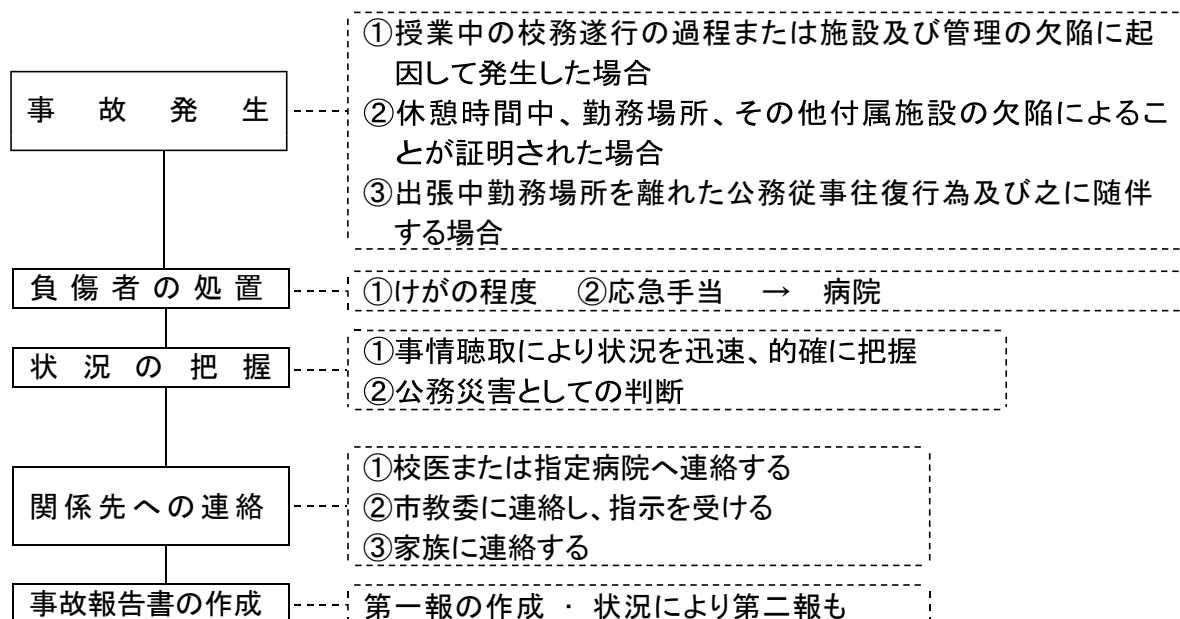 事故発生
①授業中の校務遂行の過程または施設及び管理の欠陥に起
因して発生した場合
②休憩時間中、勤務場所、その他付属施設の欠陥によるこ
とが証明された場合
③出張中勤務場所を離れた公務従事往復行為及び之に随伴
する場合
負傷者の処置
①けがの程度　②応急手当　→　病院
状況の把握
①事情聴取により状況を迅速、的確に把握
②公務災害としての判断
関係先への連絡
①校医または指定病院へ連絡する
②市教委に連絡し、指示を受ける
③家族に連絡する
事故報告書の作成
第一報の作成　・　状況により第二報も